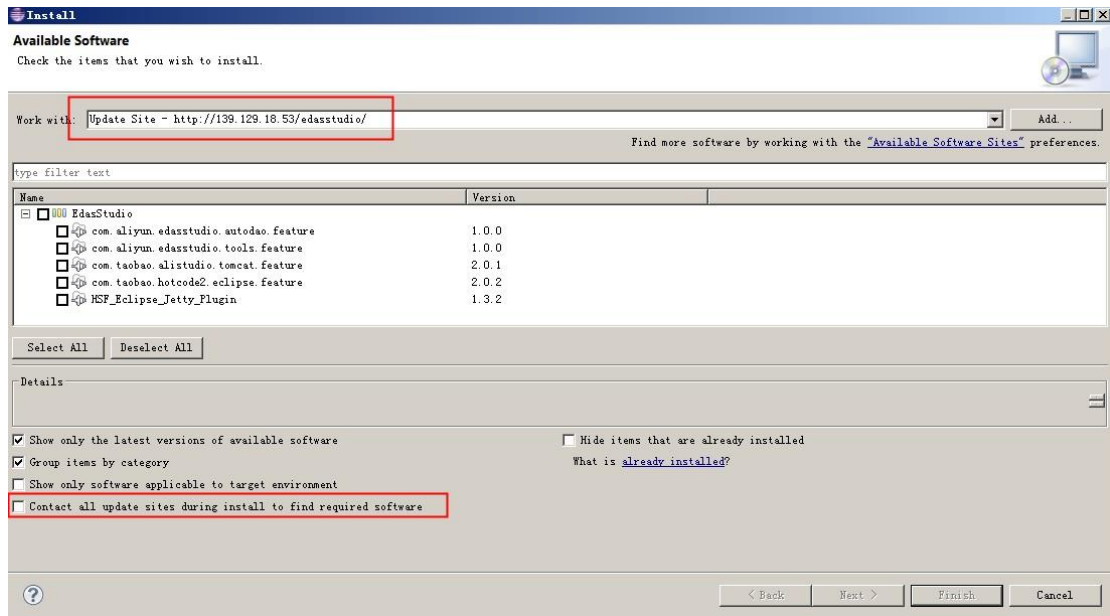 Install
Available Software
Check the items that you wish to install.
Work with: Update Site - http://139.129.18.53/edasstudio/ Add...
Find more software by working with the "Available Software Sites" preferences.
type filter text
Name Version
EdasStudio
com.aliyun.edasstudio.autodao.feature 1.0.0
com.aliyun.edasstudio.tools.feature 1.0.0
com.taobao.alistudio.tomcat.feature 2.0.1
com.taobao.hotcode2.eclipse.feature 2.0.2
HSF_Eclipse_Jetty_Plugin 1.3.2
Select All Deselect All
Details
Show only the latest versions of available software Hide items that are already installed
Group items by category What is already installed?
Show only software applicable to target environment
Contact all update sites during install to find required software
? < Back Next > Finish Cancel